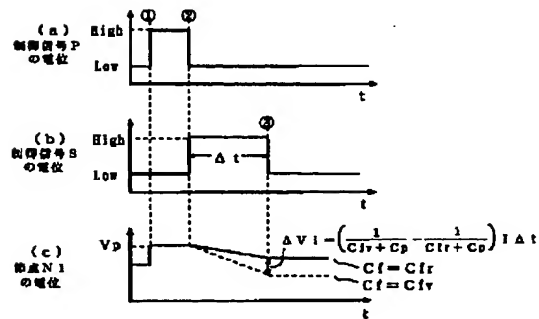 ① ②
(a)
制御信号P
の電位
High
Low
t
③
(b)
制御信号S
の電位
High
Low
Δt
t
(c)
節点N1
の電位
Vp
ΔVi=(1/(Cfv+Cp) - 1/(Cfr+Cp)) IΔt
Cf=Cfr
Cf=Cfv
t